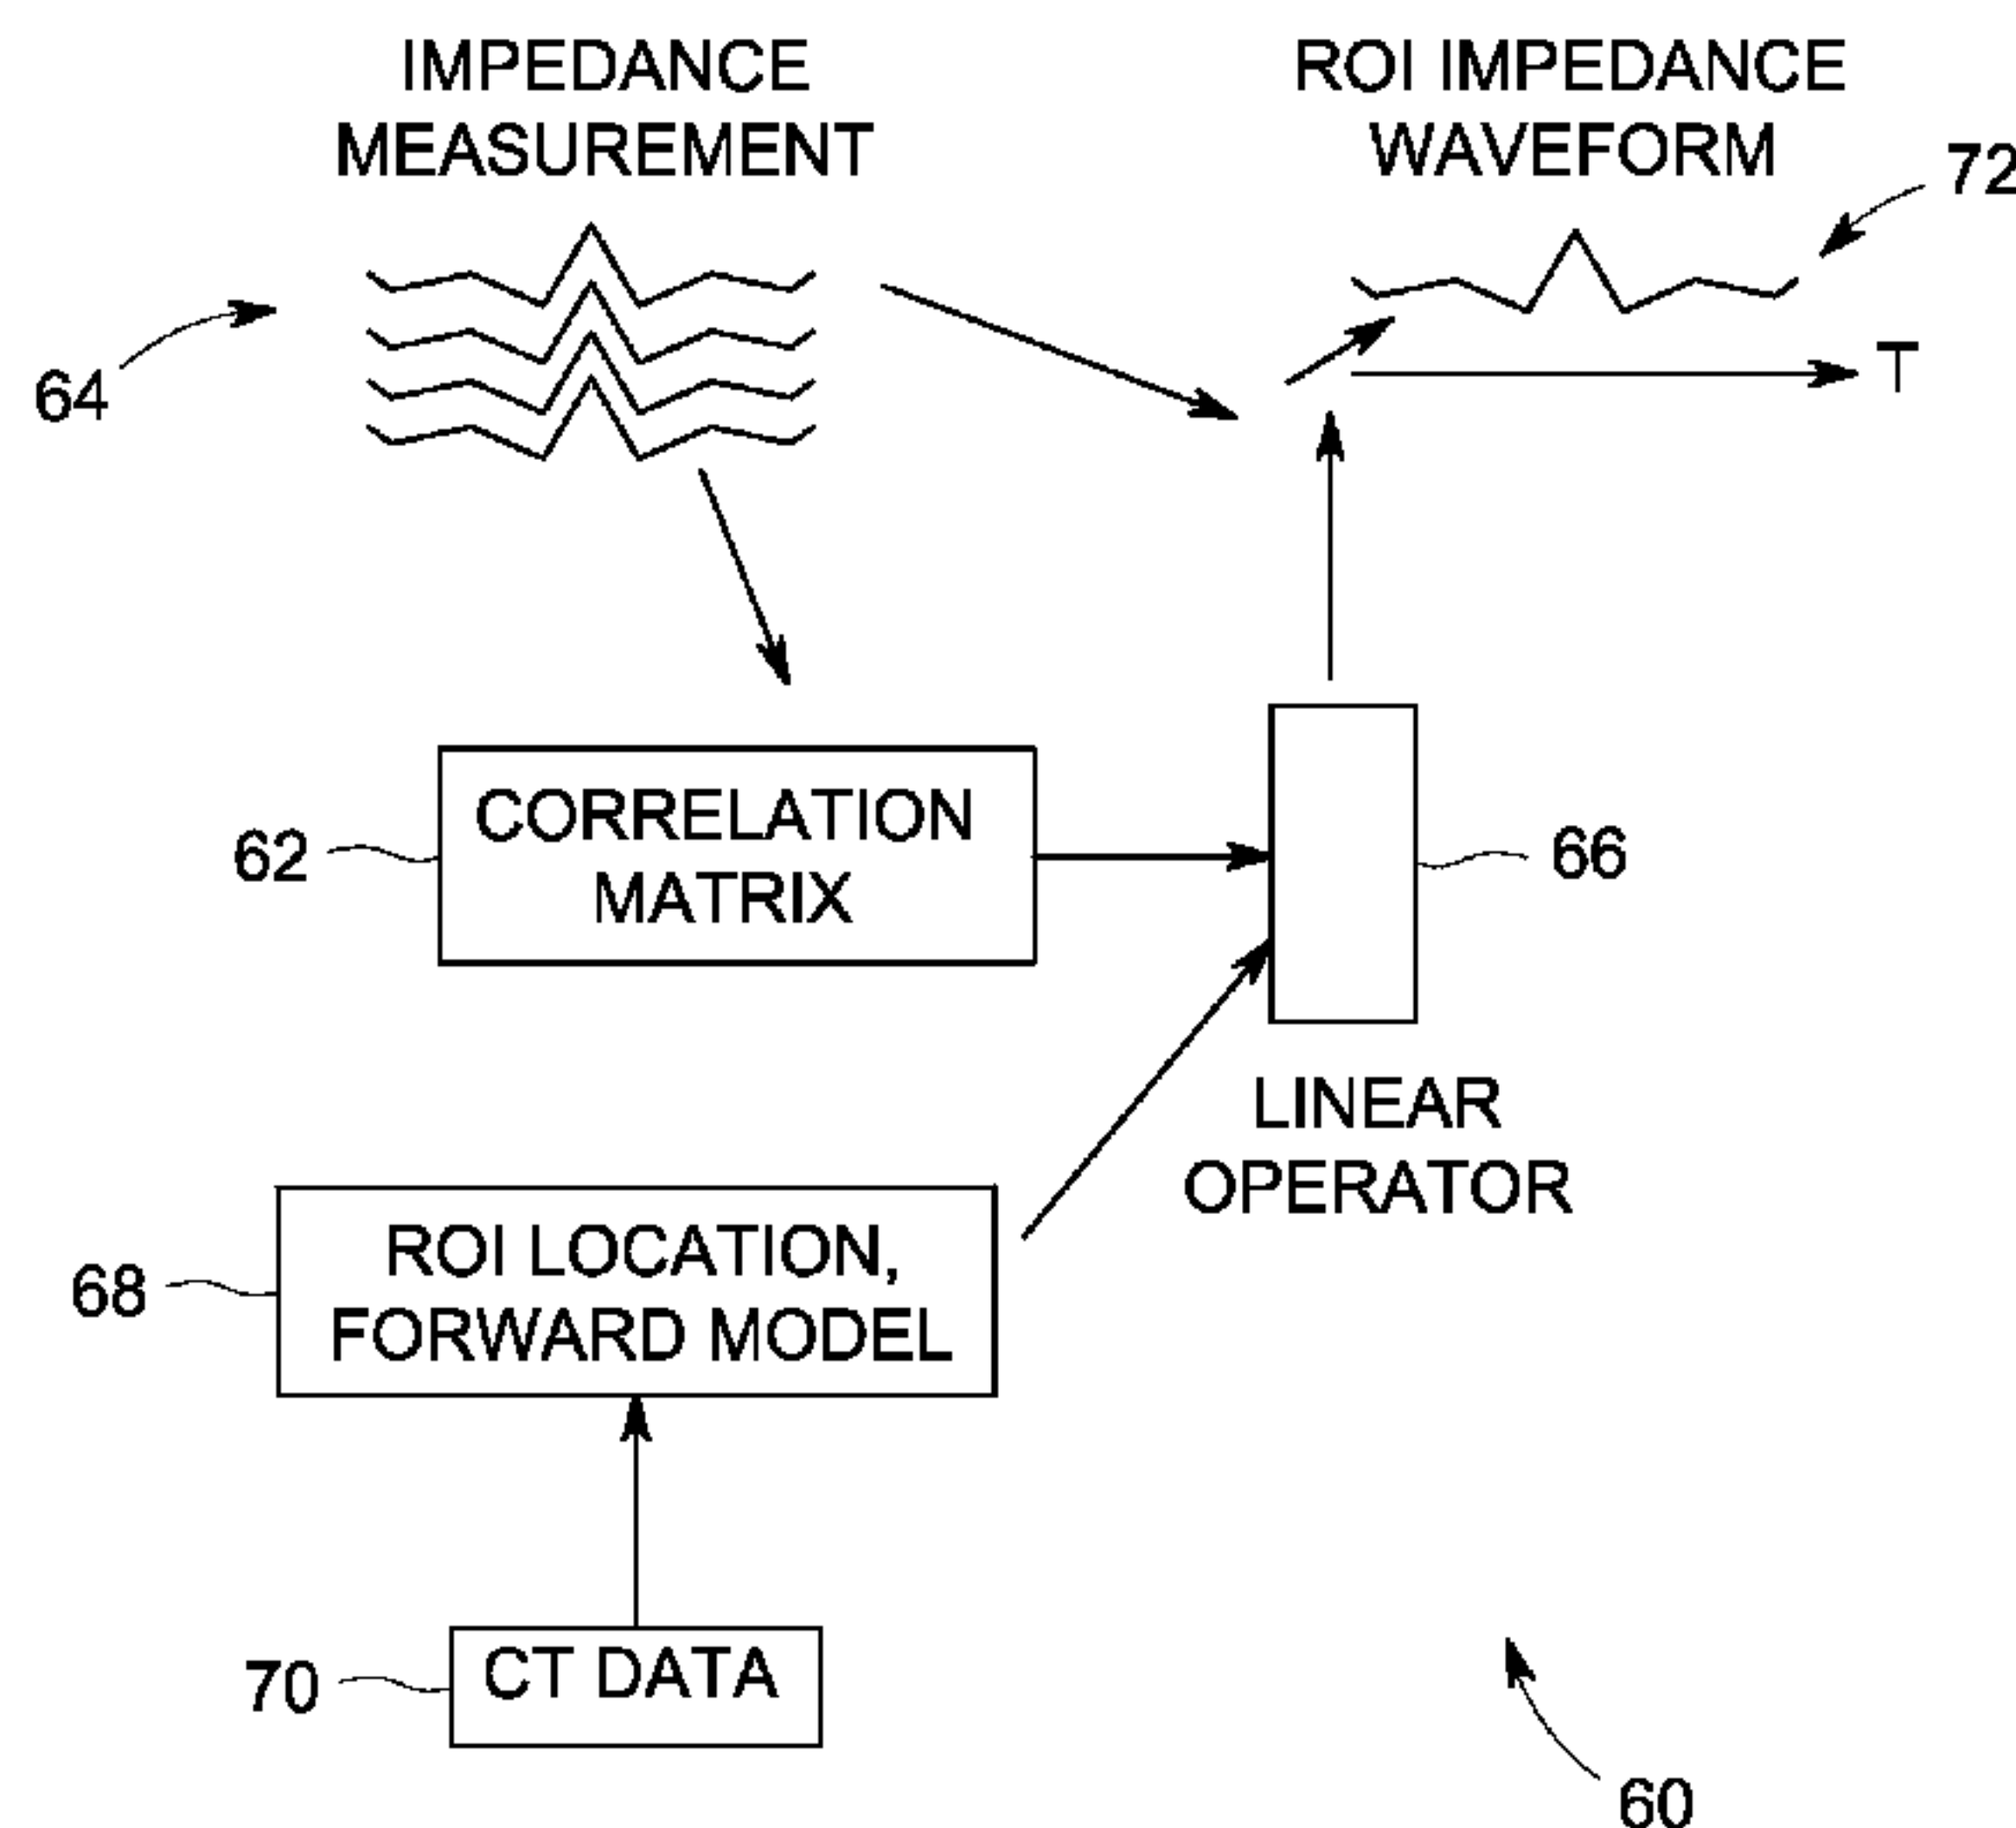 IMPEDANCE
MEASUREMENT
ROI IMPEDANCE
WAVEFORM
72
64
T
62
CORRELATION
MATRIX
66
LINEAR
OPERATOR
68
ROI LOCATION,
FORWARD MODEL
70
CT DATA
60